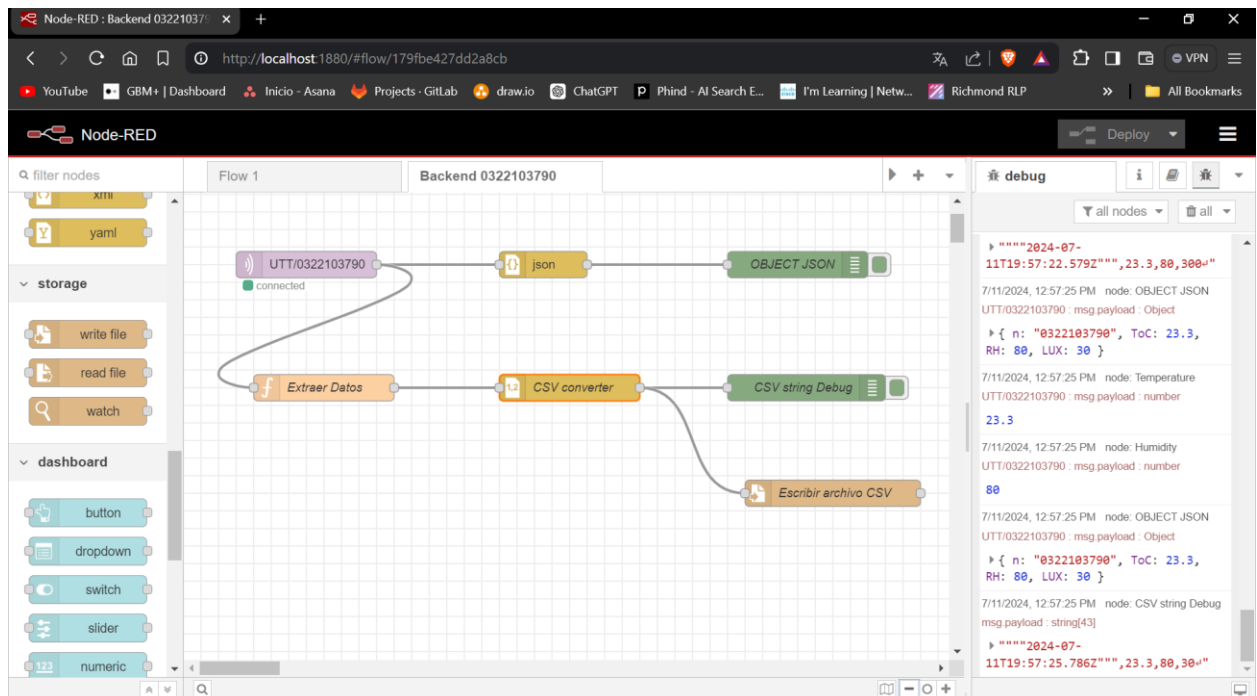 Node-RED : Backend 032210379
http://localhost:1880/#flow/179fbe427dd2a8cb
VPN
YouTube
GBM+ | Dashboard
Inicio - Asana
Projects · GitLab
draw.io
ChatGPT
Phind - AI Search E...
I'm Learning | Netw...
Richmond RLP
»
All Bookmarks
Node-RED
Deploy
filter nodes
xml
yaml
storage
write file
read file
watch
dashboard
button
dropdown
switch
slider
numeric
Flow 1
Backend 0322103790
UTT/0322103790
connected
json
OBJECT JSON
Extraer Datos
CSV converter
CSV string Debug
Escribir archivo CSV
debug
all nodes
all
""""2024-07-
11T19:57:22.579Z""",23.3,80,300↵"
7/11/2024, 12:57:25 PM node: OBJECT JSON
UTT/0322103790 : msg.payload : Object
{ n: "0322103790", ToC: 23.3,
RH: 80, LUX: 30 }
7/11/2024, 12:57:25 PM node: Temperature
UTT/0322103790 : msg.payload : number
23.3
7/11/2024, 12:57:25 PM node: Humidity
UTT/0322103790 : msg.payload : number
80
7/11/2024, 12:57:25 PM node: OBJECT JSON
UTT/0322103790 : msg.payload : Object
{ n: "0322103790", ToC: 23.3,
RH: 80, LUX: 30 }
7/11/2024, 12:57:25 PM node: CSV string Debug
msg.payload : string[43]
""""2024-07-
11T19:57:25.786Z""",23.3,80,30↵"